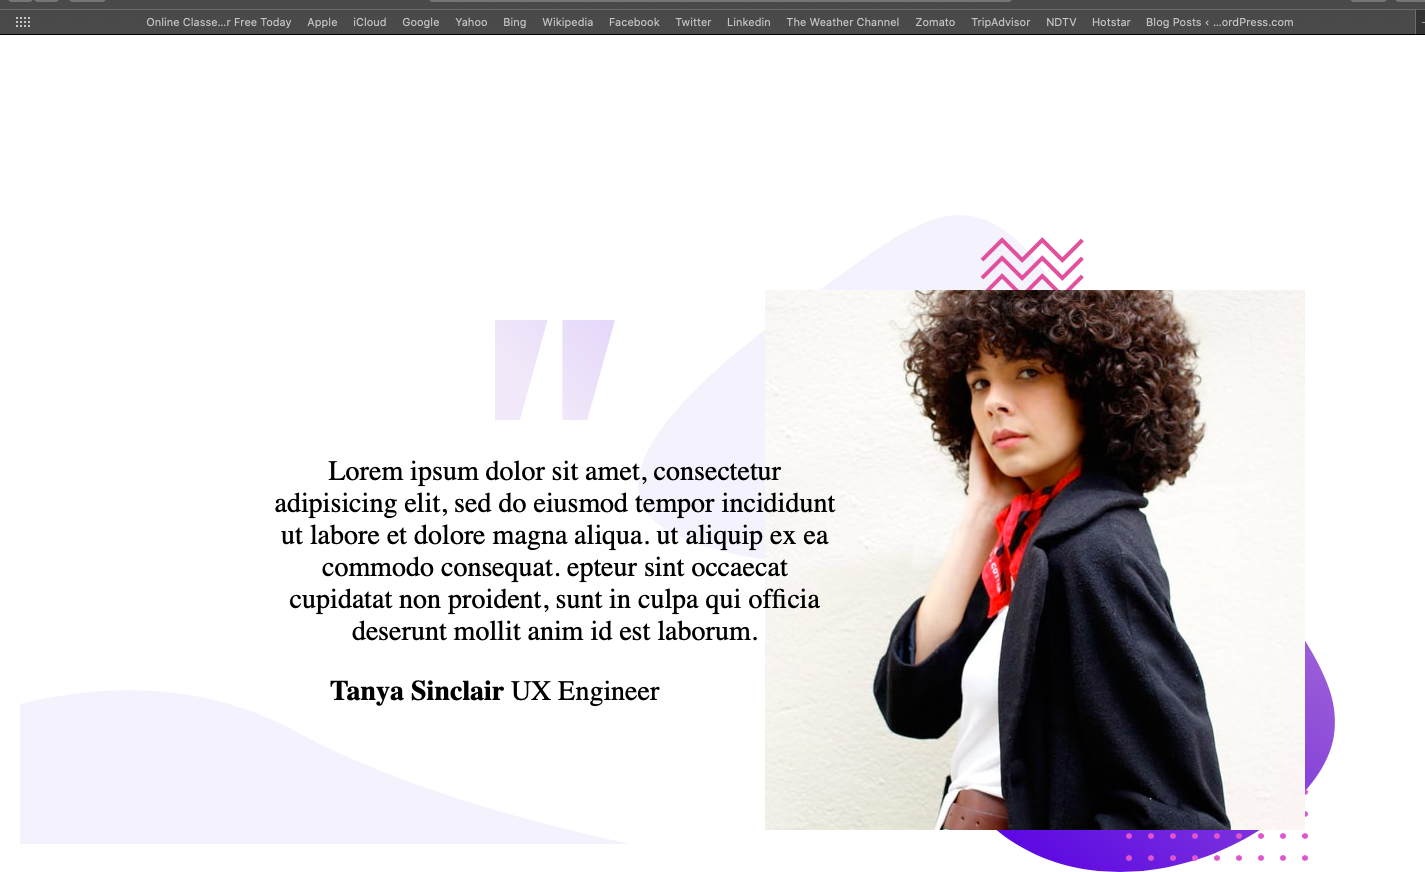 Online Classe...r Free Today Apple iCloud Google Yahoo Bing Wikipedia Facebook Twitter Linkedin The Weather Channel Zomato TripAdvisor NDTV Hotstar Blog Posts ‹ ...ordPress.com
Lorem ipsum dolor sit amet, consectetur
adipisicing elit, sed do eiusmod tempor incididunt
ut labore et dolore magna aliqua. ut aliquip ex ea
commodo consequat. epteur sint occaecat
cupidatat non proident, sunt in culpa qui officia
deserunt mollit anim id est laborum.
Tanya Sinclair UX Engineer